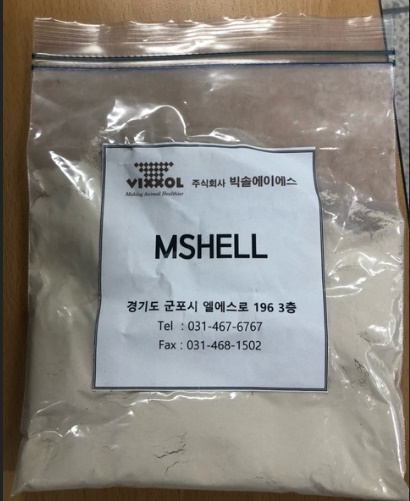 VIXXOL
Making Animal Healthier
주식회사 빅솔에이에스
MSHELL
경기도 군포시 엘에스로 196 3층
Tel : 031-467-6767
Fax : 031-468-1502